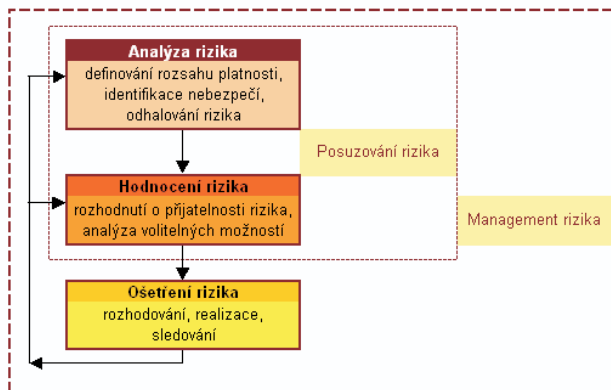 Analýza rizika
definování rozsahu platnosti,
identifikace nebezpečí,
odhalování rizika
Posuzování rizika
Hodnocení rizika
rozhodnutí o přijatelnosti rizika,
analýza volitelných možností
Management rizika
Ošetření rizika
rozhodování, realizace,
sledování